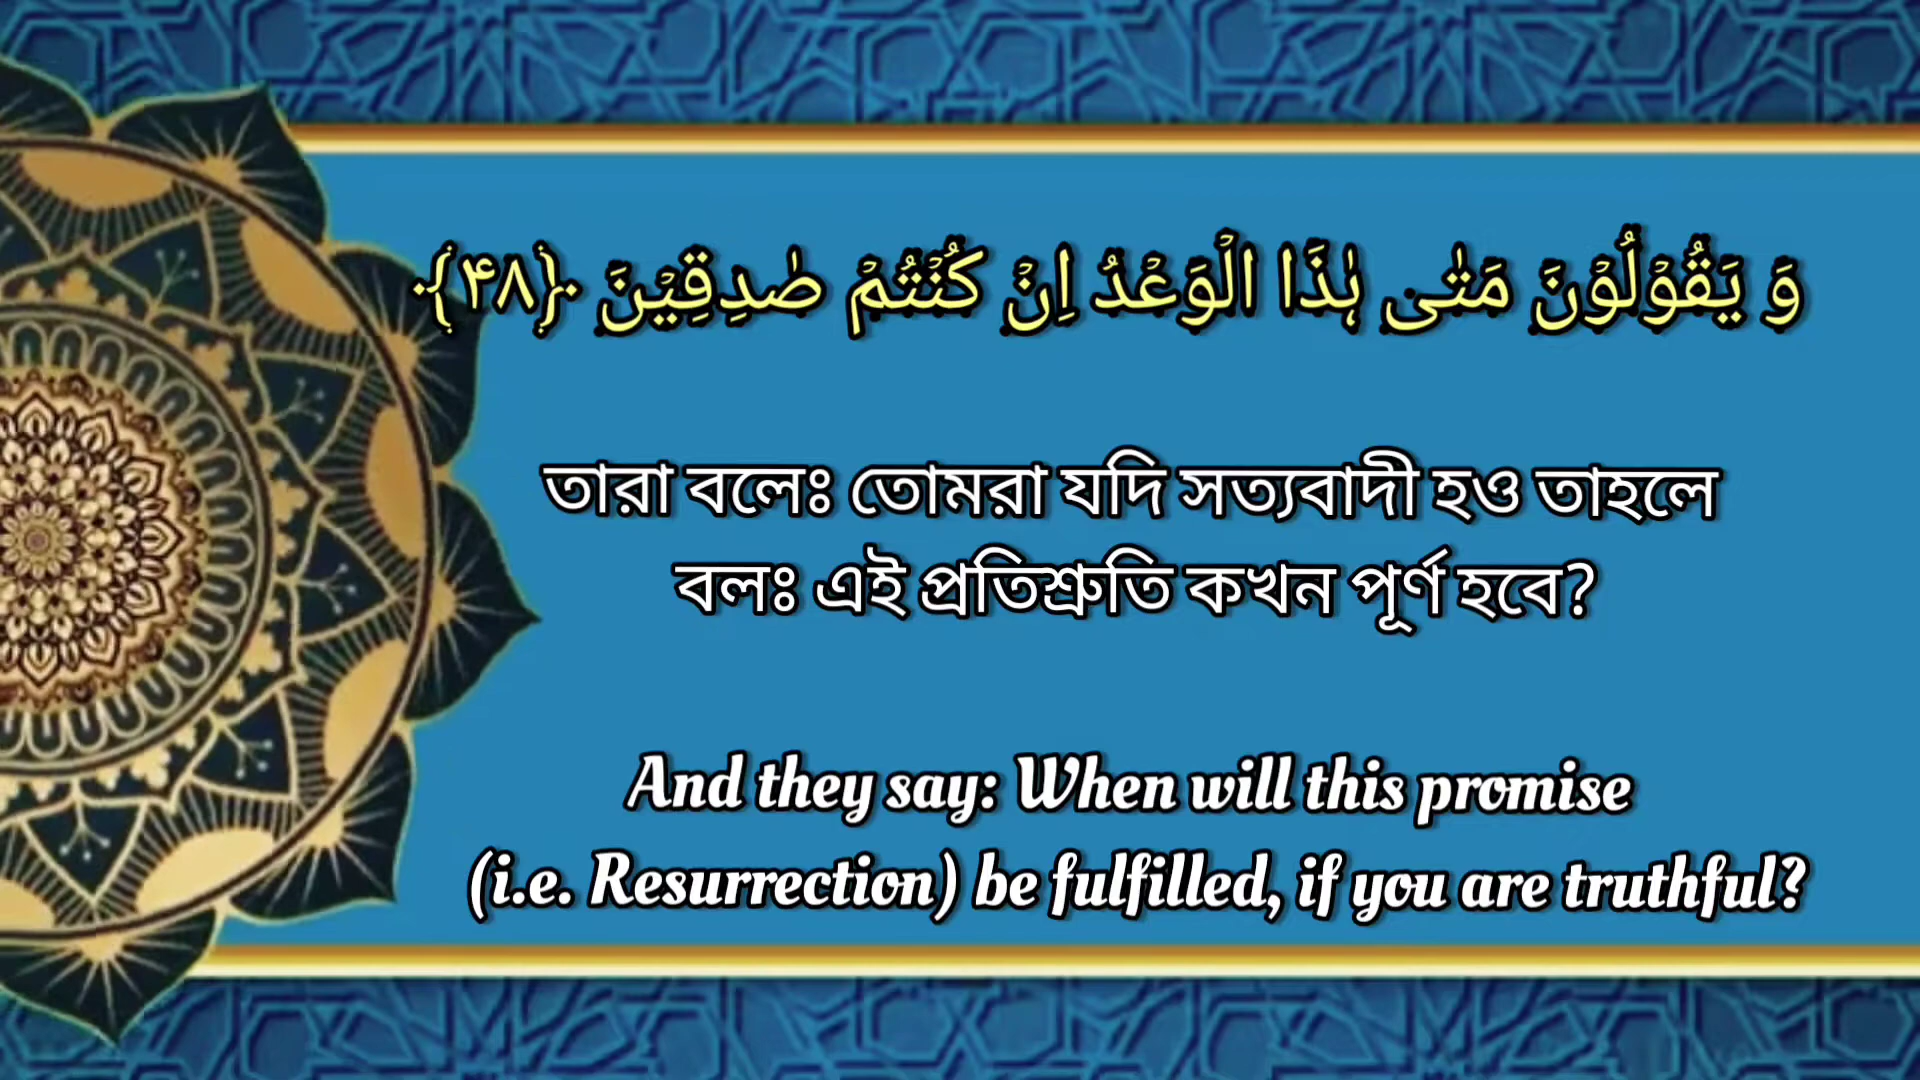 وَ یَقُوۡلُوۡنَ مَتٰی ہٰذَا الۡوَعۡدُ اِنۡ کُنۡتُمۡ صٰدِقِیۡنَ ﴿۴۸﴾
তারা বলেঃ তোমরা যদি সত্যবাদী হও তাহলে
বলঃ এই প্রতিশ্রুতি কখন পূর্ণ হবে?
And they say: When will this promise
(i.e. Resurrection) be fulfilled, if you are truthful?